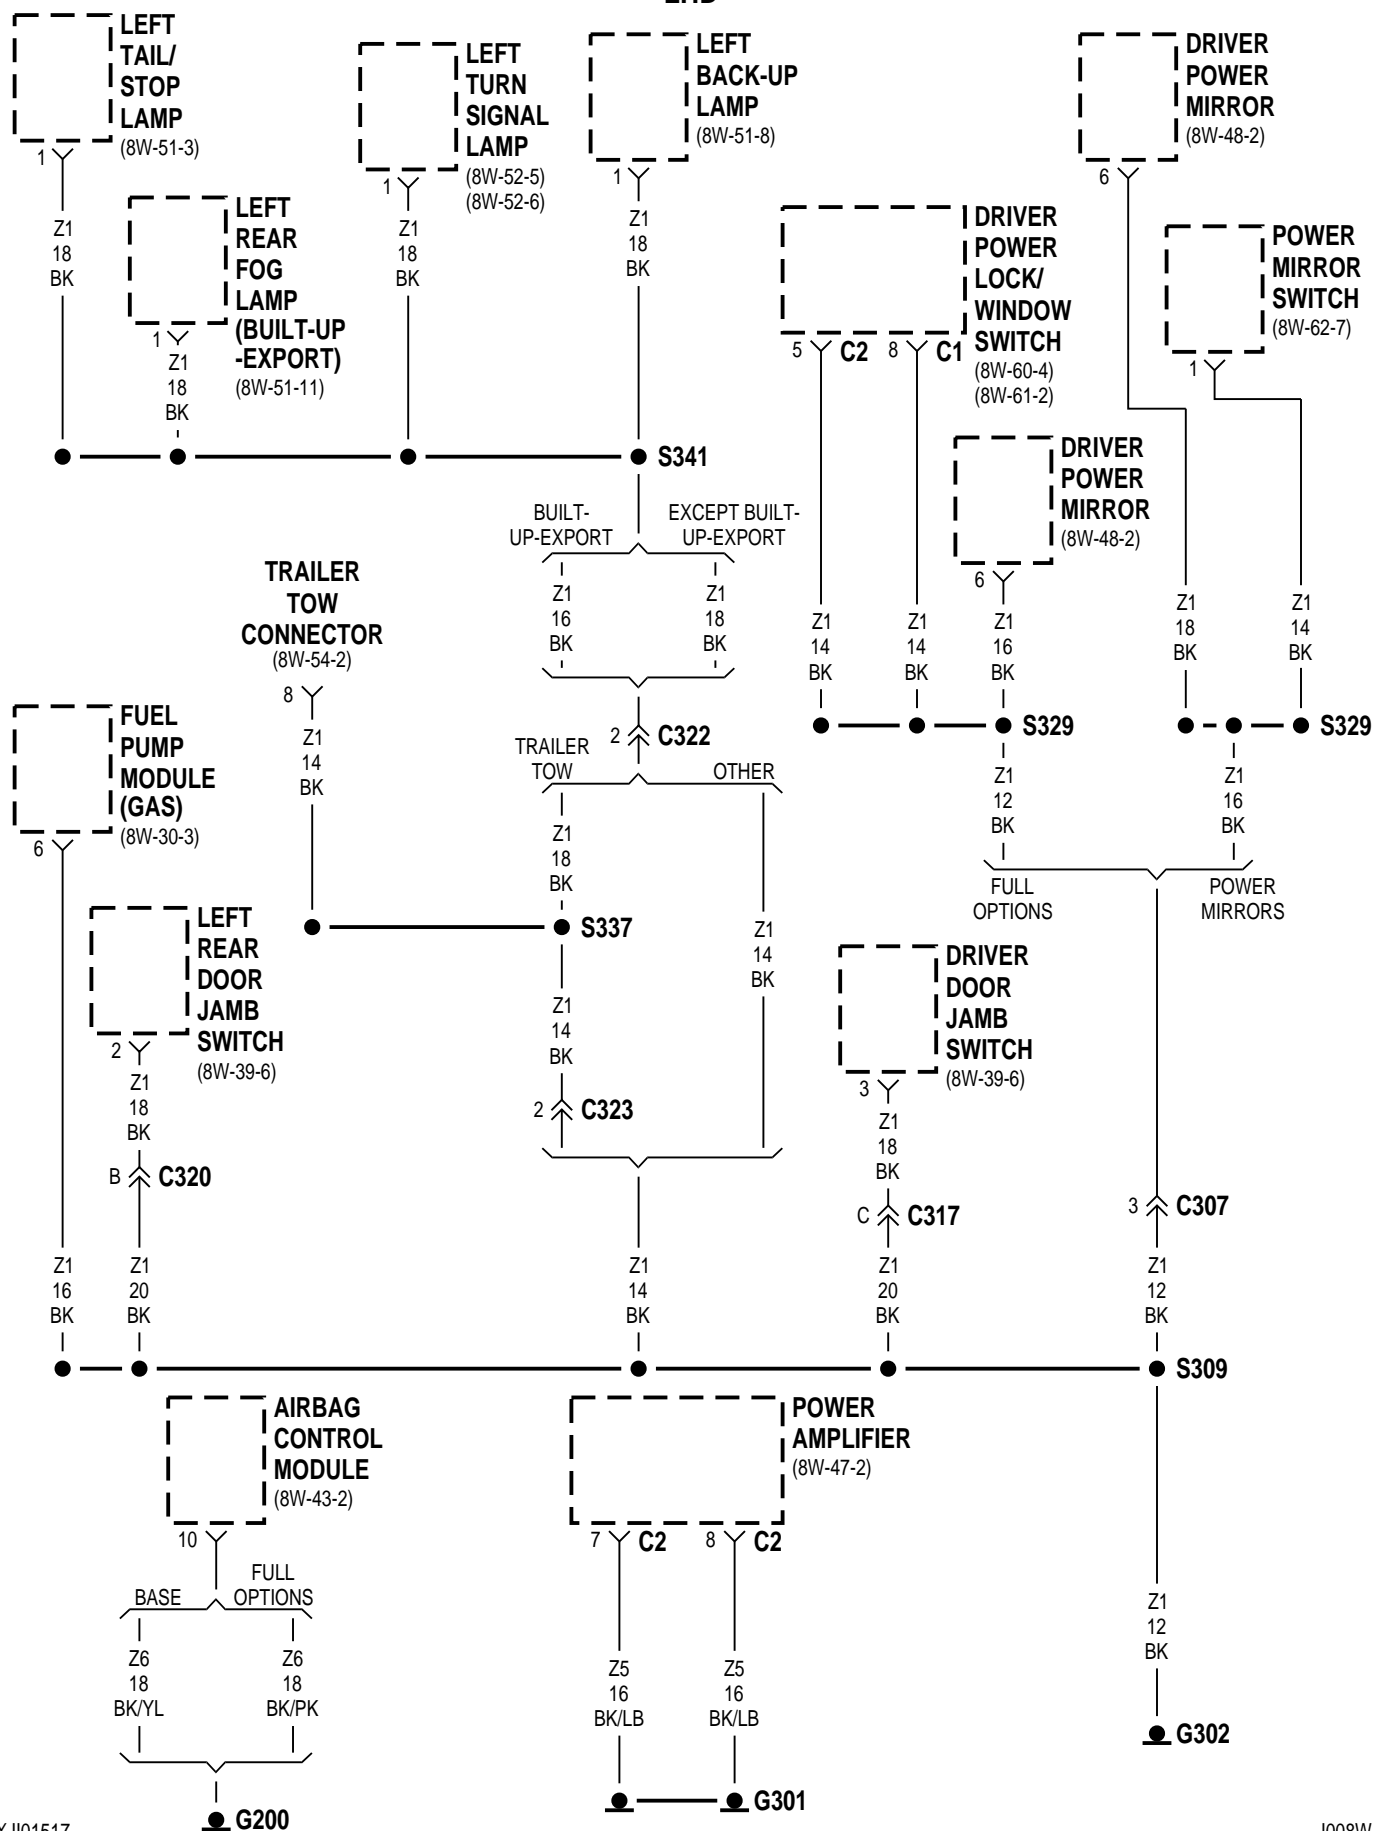 LEFT
TAIL/
STOP
LAMP
(8W-51-3)
1
Z1
18
BK
LEFT
REAR
FOG
LAMP
(BUILT-UP
-EXPORT)
(8W-51-11)
1
Z1
18
BK
LEFT
TURN
SIGNAL
LAMP
(8W-52-5)
(8W-52-6)
1
Z1
18
BK
LEFT
BACK-UP
LAMP
(8W-51-8)
1
Z1
18
BK
S341
DRIVER
POWER
LOCK/
WINDOW
SWITCH
(8W-60-4)
(8W-61-2)
5 C2 8 C1
DRIVER
POWER
MIRROR
(8W-48-2)
6
POWER
MIRROR
SWITCH
(8W-62-7)
1
DRIVER
POWER
MIRROR
(8W-48-2)
6
Z1
14
BK
Z1
14
BK
Z1
16
BK
Z1
18
BK
Z1
14
BK
S329
S329
BUILT-
UP-EXPORT
EXCEPT BUILT-
UP-EXPORT
Z1
16
BK
Z1
18
BK
2 C322
TRAILER
TOW
OTHER
TRAILER
TOW
CONNECTOR
(8W-54-2)
8
Z1
14
BK
Z1
18
BK
S337
Z1
14
BK
Z1
14
BK
2 C323
Z1
12
BK
Z1
16
BK
FULL
OPTIONS
POWER
MIRRORS
FUEL
PUMP
MODULE
(GAS)
(8W-30-3)
6
LEFT
REAR
DOOR
JAMB
SWITCH
(8W-39-6)
2
Z1
18
BK
B C320
DRIVER
DOOR
JAMB
SWITCH
(8W-39-6)
3
Z1
18
BK
C C317
3 C307
Z1
16
BK
Z1
20
BK
Z1
14
BK
Z1
20
BK
Z1
12
BK
S309
AIRBAG
CONTROL
MODULE
(8W-43-2)
10
BASE
FULL
OPTIONS
Z6
18
BK/YL
Z6
18
BK/PK
G200
POWER
AMPLIFIER
(8W-47-2)
7 C2 8 C2
Z5
16
BK/LB
Z5
16
BK/LB
G301
Z1
12
BK
G302